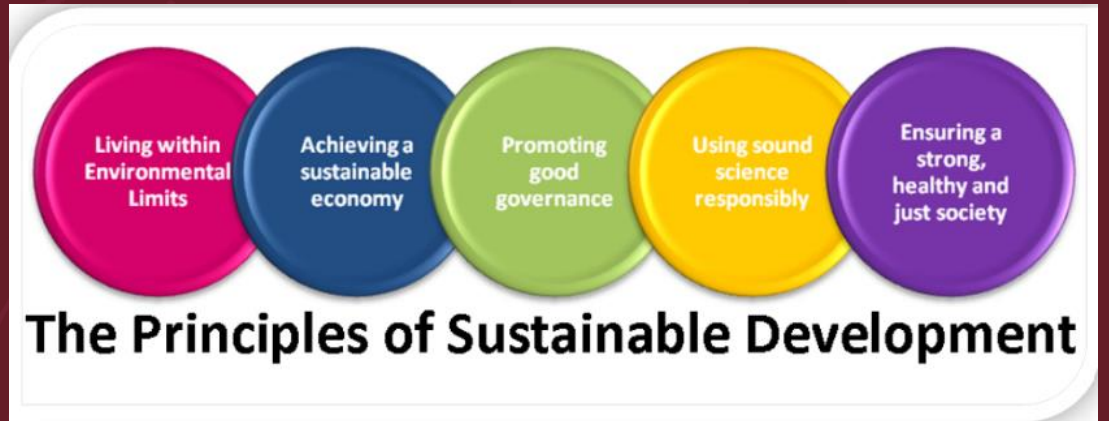 Living within
Environmental
Limits
Achieving a
sustainable
economy
Promoting
good
governance
Using sound
science
responsibly
Ensuring a
strong,
healthy and
just society
The Principles of Sustainable Development